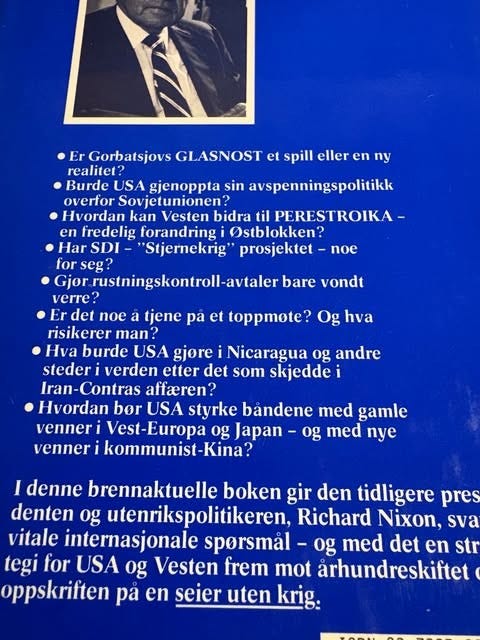 ● Er Gorbatsjovs GLASNOST et spill eller en ny
realitet?
● Burde USA gjenoppta sin avspenningspolitikk
overfor Sovjetunionen?
● Hvordan kan Vesten bidra til PERESTROIKA –
en fredelig forandring i Østblokken?
● Har SDI – "Stjernekrig" prosjektet – noe
for seg?
● Gjør rustningskontroll-avtaler bare vondt
verre?
● Er det noe å tjene på et toppmøte? Og hva
risikerer man?
● Hva burde USA gjøre i Nicaragua og andre
steder i verden etter det som skjedde i
Iran-Contras affæren?
● Hvordan bør USA styrke båndene med gamle
venner i Vest-Europa og Japan – og med nye
venner i kommunist-Kina?
I denne brennaktuelle boken gir den tidligere pres
denten og utenrikspolitikeren, Richard Nixon, sva
vitale internasjonale spørsmål – og med det en str
tegi for USA og Vesten frem mot århundreskiftet
oppskriften på en seier uten krig.